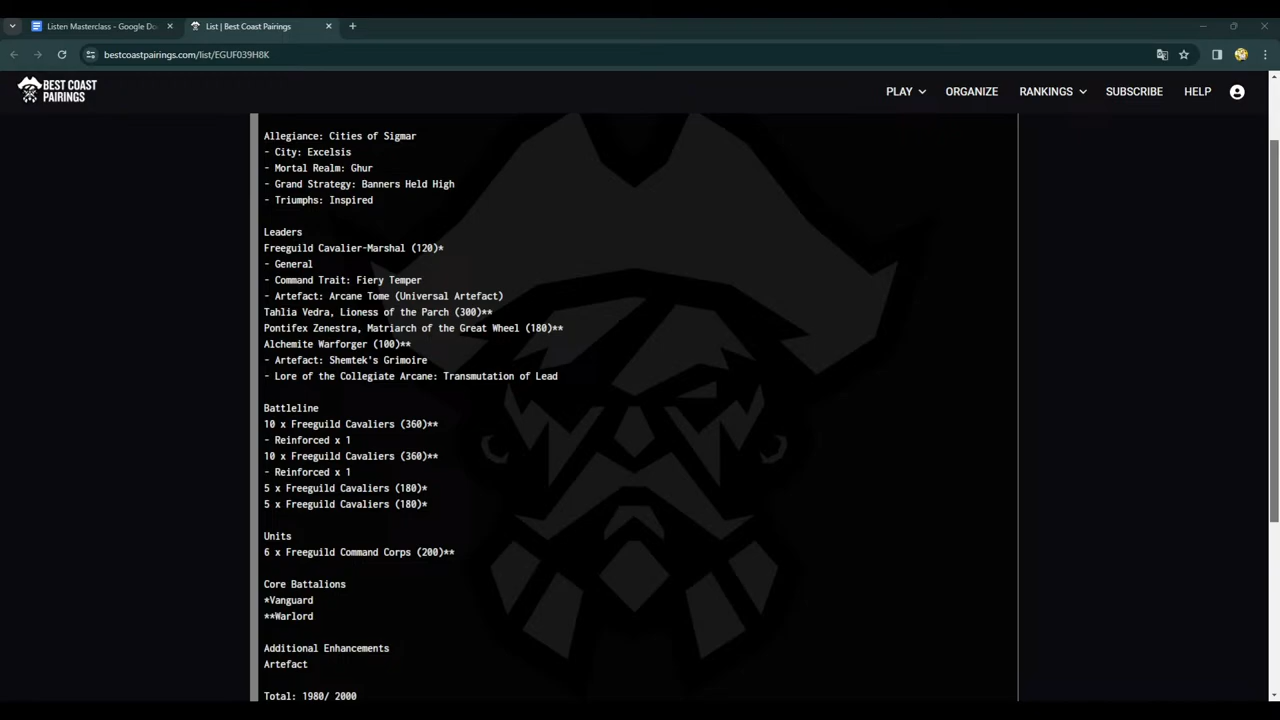 Listen Masterclass - Google Do
List | Best Coast Pairings
bestcoastpairings.com/list/EGUF039H8K
BEST COAST
PAIRINGS
PLAY
ORGANIZE
RANKINGS
SUBSCRIBE
HELP
Allegiance: Cities of Sigmar
- City: Excelsis
- Mortal Realm: Ghur
- Grand Strategy: Banners Held High
- Triumphs: Inspired
Leaders
Freeguild Cavalier-Marshal (120)*
- General
- Command Trait: Fiery Temper
- Artefact: Arcane Tome (Universal Artefact)
Tahlia Vedra, Lioness of the Parch (300)**
Pontifex Zenestra, Matriarch of the Great Wheel (180)**
Alchemite Warforger (100)**
- Artefact: Shemtek's Grimoire
- Lore of the Collegiate Arcane: Transmutation of Lead
Battleline
10 x Freeguild Cavaliers (360)**
- Reinforced x 1
10 x Freeguild Cavaliers (360)**
- Reinforced x 1
5 x Freeguild Cavaliers (180)*
5 x Freeguild Cavaliers (180)*
Units
6 x Freeguild Command Corps (200)**
Core Battalions
*Vanguard
**Warlord
Additional Enhancements
Artefact
Total: 1980/ 2000